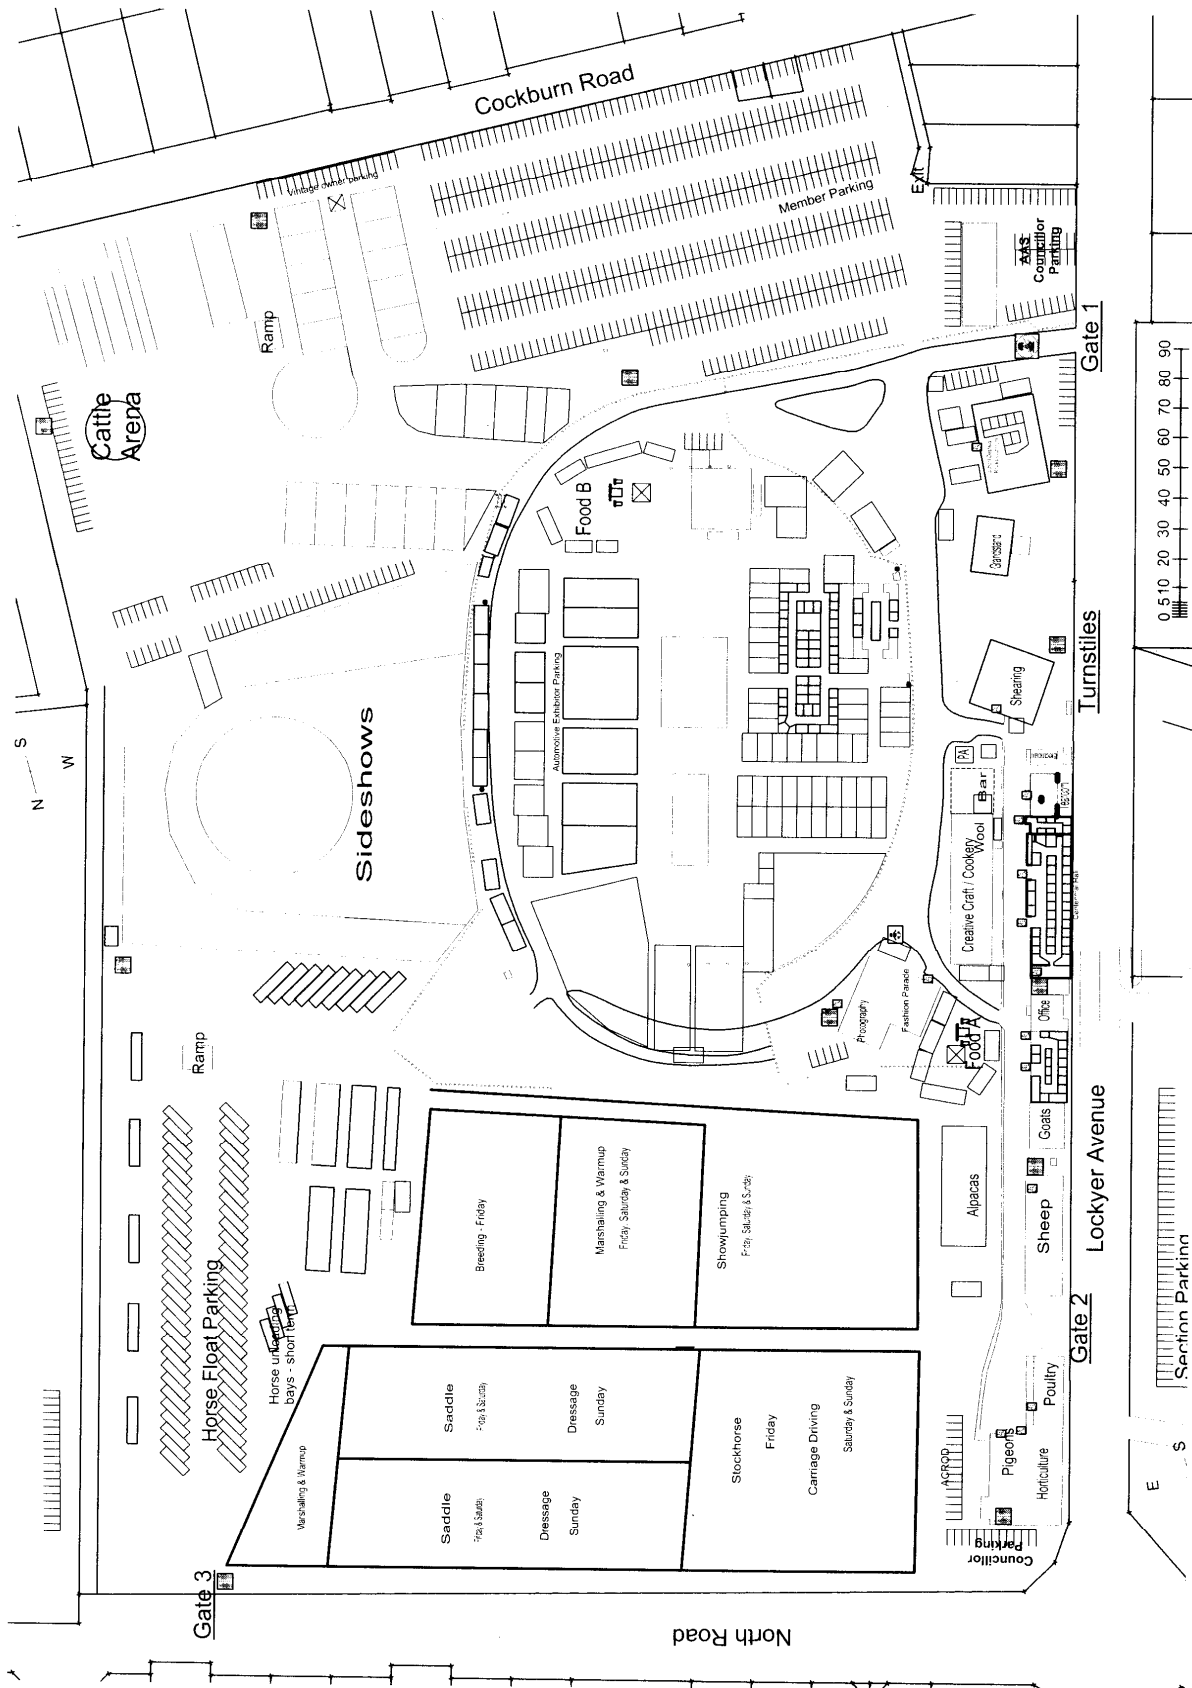 Cockburn Road
Vintage owner parking
Member Parking
Exit
AAS
Councillor
Parking
Ramp
Gate 1
Cattle
Arena
Food B
0 5 10 20 30 40 50 60 70 80 90
Grandstand
Automotive Exhibitor Parking
Sideshows
Shearing
Turnstiles
N
S
W
PA
Bar
Wool
Creative Craft / Cookery
Centennial Hall
Photography
Fashion Parade
Food A
Office
Ramp
Goats
Alpacas
Sheep
Lockyer Avenue
Breeding - Friday
Marshalling & Warmup
Friday, Saturday & Sunday
Showjumping
Friday, Saturday & Sunday
Horse Float Parking
Horse unloading
bays - short term
Gate 2
Section Parking
Saddle
Friday & Saturday
Dressage
Sunday
Stockhorse
Friday
Carriage Driving
Saturday & Sunday
Marshalling & Warmup
Saddle
Friday & Saturday
Dressage
Sunday
ACROD
Pigeons
Poultry
Horticulture
Councillor
Parking
E
S
Gate 3
North Road